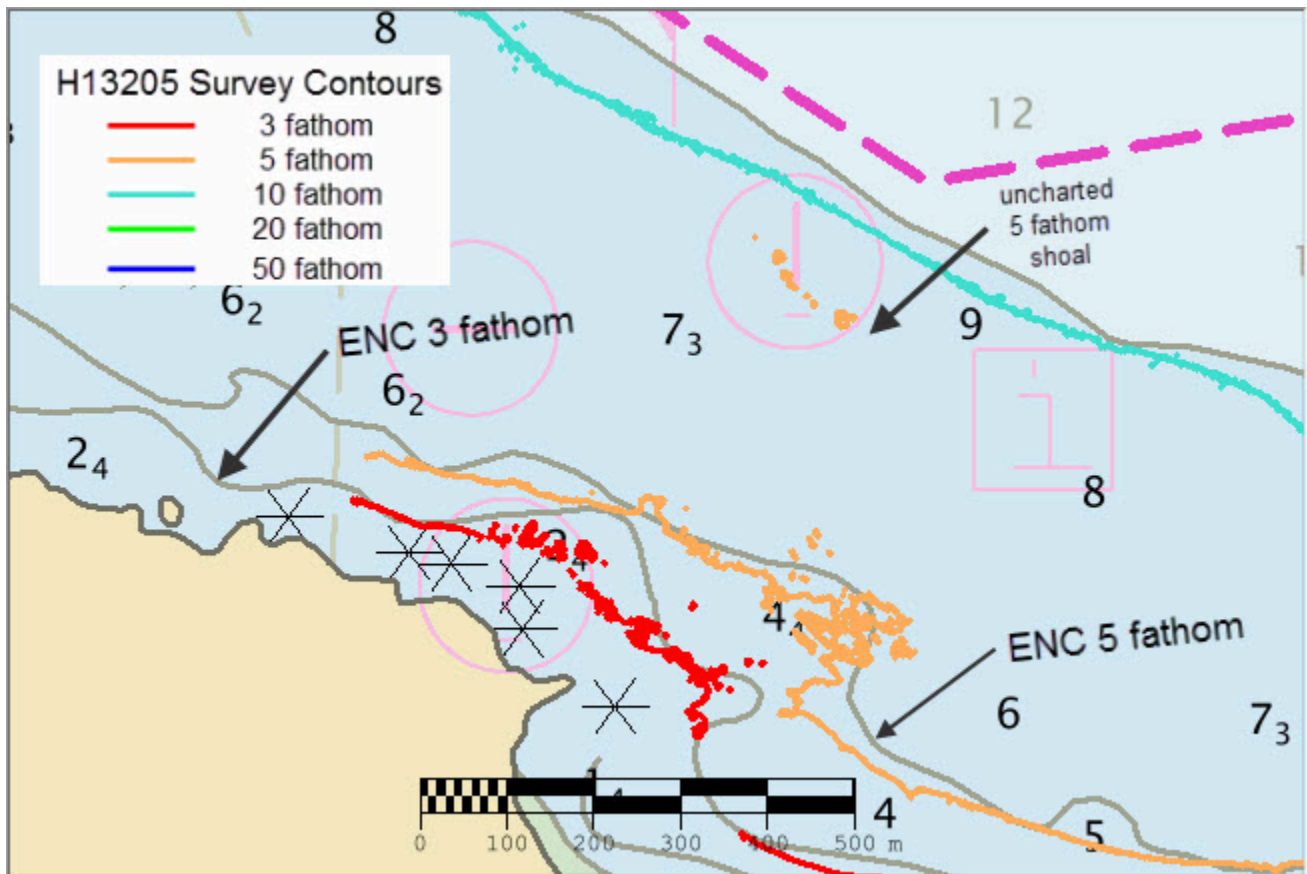 8
12
H13205 Survey Contours
3 fathom
5 fathom
10 fathom
20 fathom
50 fathom
uncharted
5 fathom
shoal
6₂
ENC 3 fathom
7₃
9
6₂
2₄
8
2₄
4
ENC 5 fathom
6
7₃
4
5
0 100 200 300 400 500 m